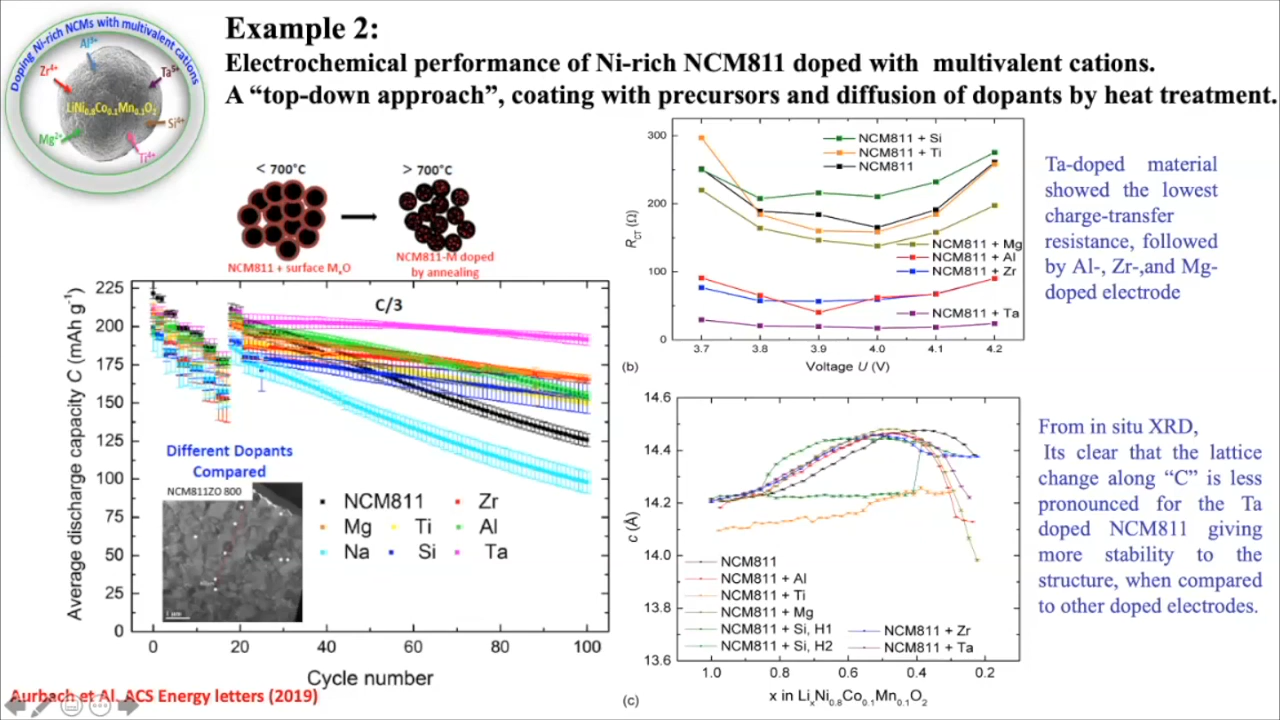 Doping Ni-rich NCMs with multivalent cations
Al³⁺
Zr⁴⁺
Ta⁵⁺
LiNi₀.₈Co₀.₁Mn₀.₁O₂
Si⁴⁺
Mg²⁺
Ti⁴⁺
Example 2:
Electrochemical performance of Ni-rich NCM811 doped with multivalent cations.
A “top-down approach”, coating with precursors and diffusion of dopants by heat treatment.
< 700°C
> 700°C
NCM811 + surface MₓO
NCM811-M doped
by annealing
Average discharge capacity C (mAh g⁻¹)
225
200
175
150
125
100
75
50
25
0
C/3
Different Dopants
Compared
NCM811ZO 800
1 µm
NCM811
Zr
Mg
Ti
Al
Na
Si
Ta
0
20
40
60
80
100
Cycle number
Aurbach et Al. ACS Energy letters (2019)
R_CT (Ω)
300
200
100
0
NCM811 + Si
NCM811 + Ti
NCM811
NCM811 + Mg
NCM811 + Al
NCM811 + Zr
NCM811 + Ta
3.7
3.8
3.9
4.0
4.1
4.2
(b)
Voltage U (V)
Ta-doped material
showed the lowest
charge-transfer
resistance, followed
by Al-, Zr-,and Mg-
doped electrode
c (Å)
14.6
14.4
14.2
14.0
13.8
13.6
NCM811
NCM811 + Al
NCM811 + Ti
NCM811 + Mg
NCM811 + Si, H1
NCM811 + Si, H2
NCM811 + Zr
NCM811 + Ta
1.0
0.8
0.6
0.4
0.2
(c)
x in LiₓNi₀.₈Co₀.₁Mn₀.₁O₂
From in situ XRD,
Its clear that the lattice
change along “C” is less
pronounced for the Ta
doped NCM811 giving
more stability to the
structure, when compared
to other doped electrodes.